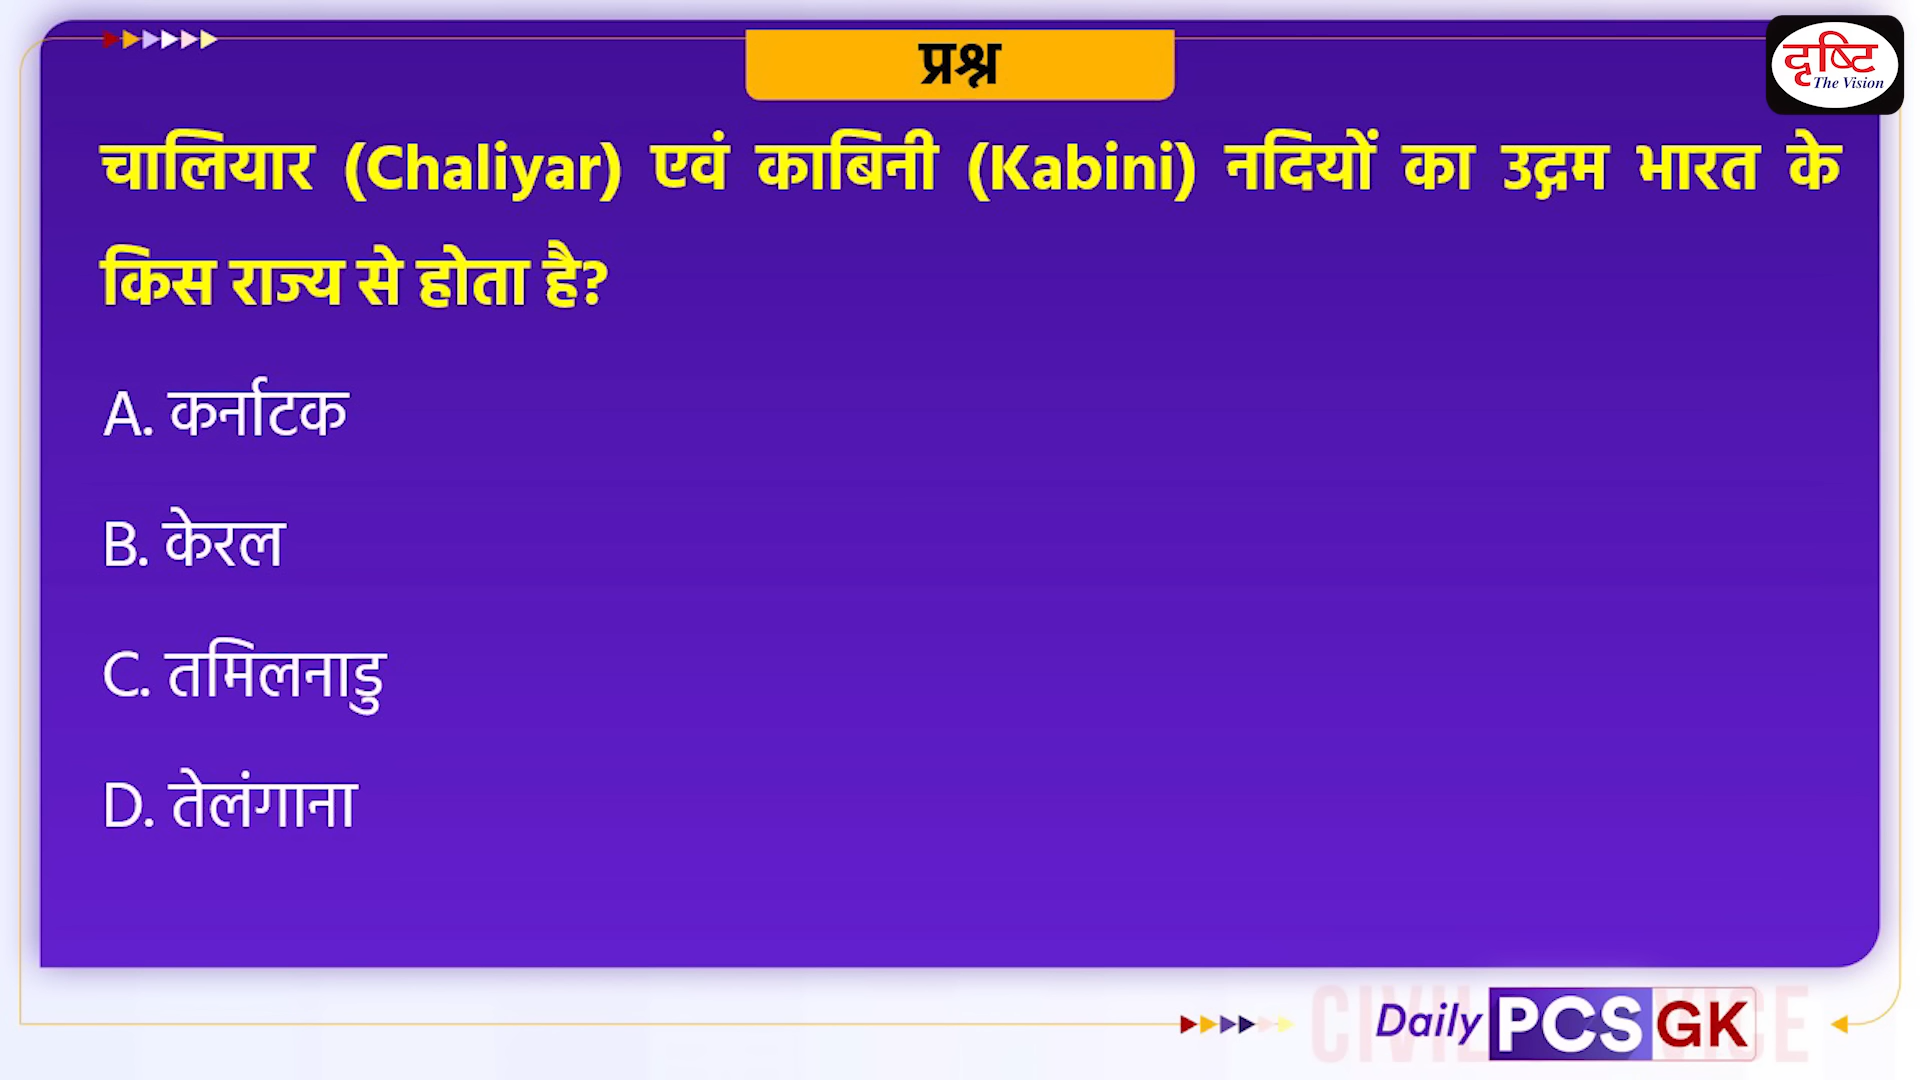 प्रश्न
दृष्टि
The Vision
चालियार (Chaliyar) एवं काबिनी (Kabini) नदियों का उद्गम भारत के
किस राज्य से होता है?
A. कर्नाटक
B. केरल
C. तमिलनाडु
D. तेलंगाना
Daily PCS GK